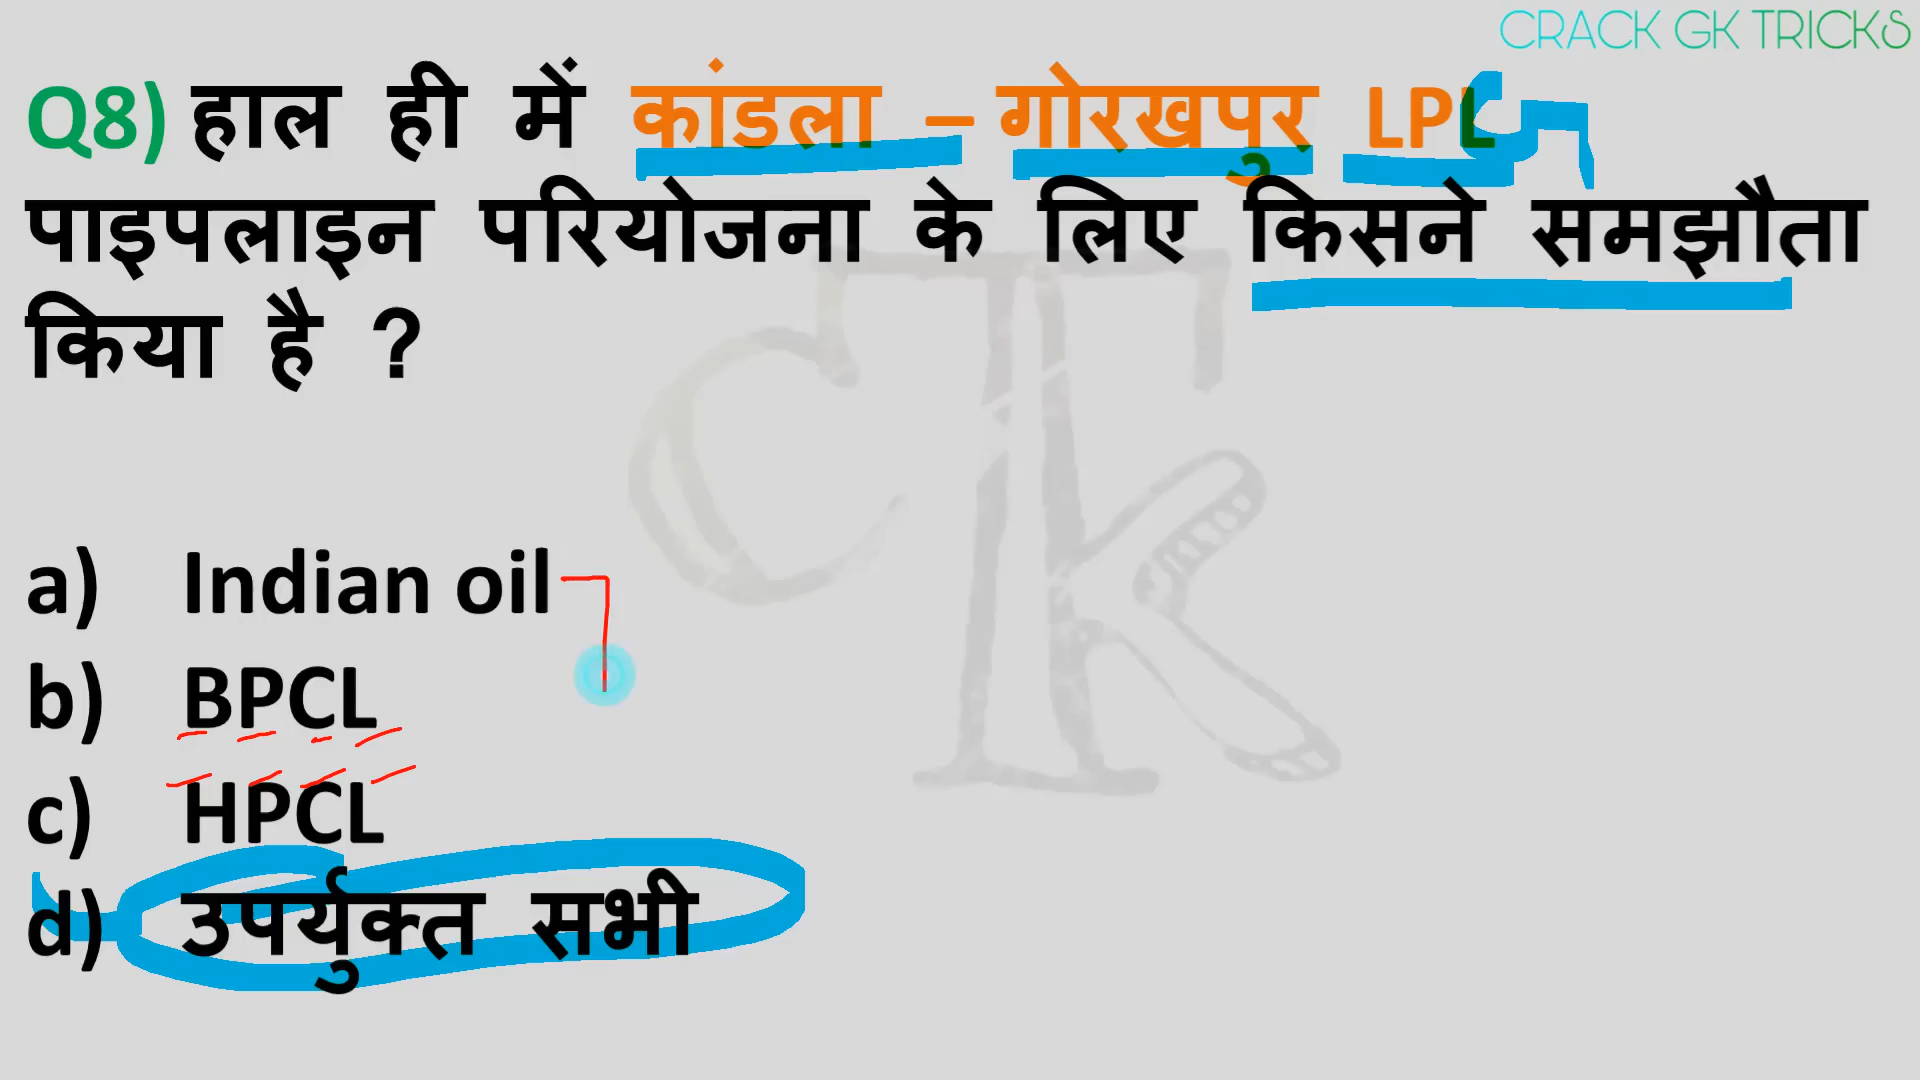 CRACK GK TRICKS
Q8) हाल ही में कांडला – गोरखपुर LPL
पाइपलाइन परियोजना के लिए किसने समझौता
किया है ?
a) Indian oil
b) BPCL
c) HPCL
d) उपर्युक्त सभी